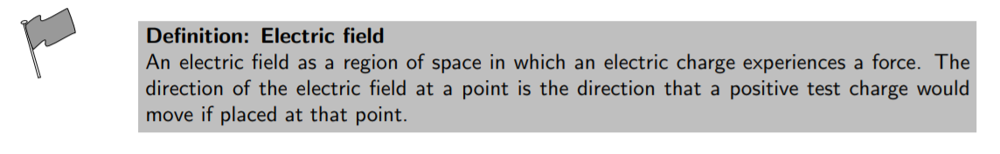 Definition: Electric field
An electric field as a region of space in which an electric charge experiences a force. The
direction of the electric field at a point is the direction that a positive test charge would
move if placed at that point.